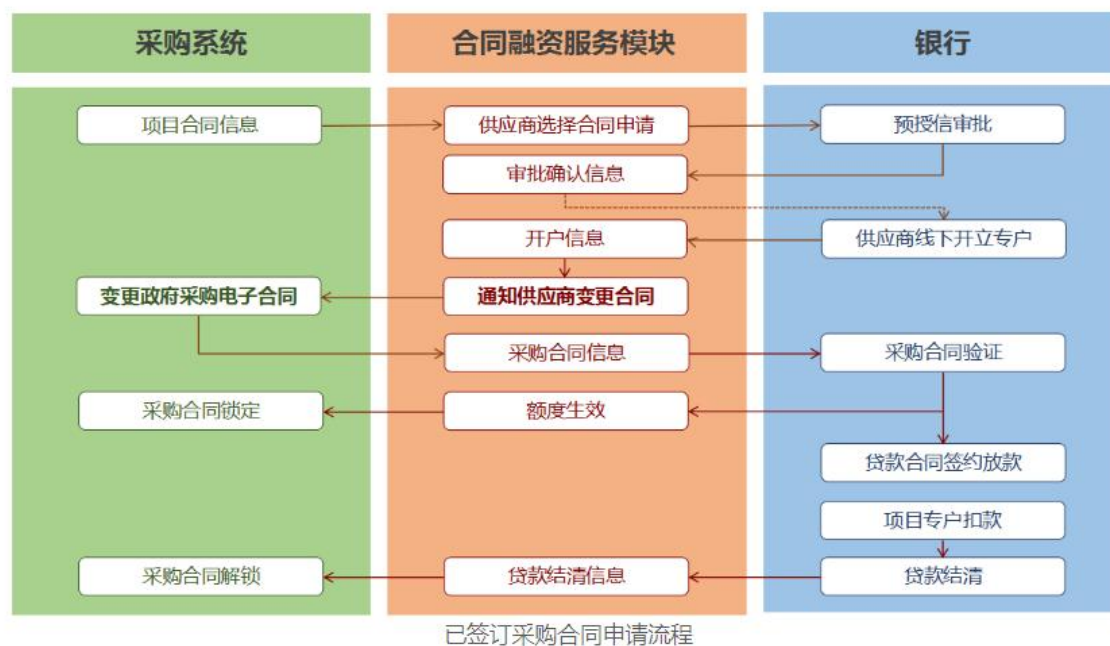 采购系统
合同融资服务模块
银行
项目合同信息
供应商选择合同申请
预授信审批
审批确认信息
开户信息
供应商线下开立专户
变更政府采购电子合同
通知供应商变更合同
采购合同信息
采购合同验证
采购合同锁定
额度生效
贷款合同签约放款
项目专户扣款
采购合同解锁
贷款结清信息
贷款结清
已签订采购合同申请流程